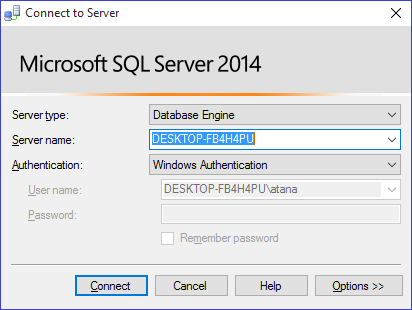 Connect to Server
Microsoft SQL Server 2014
Server type: Database Engine
Server name: DESKTOP-FB4H4PU
Authentication: Windows Authentication
User name: DESKTOP-FB4H4PU\atana
Password:
Remember password
Connect Cancel Help Options >>